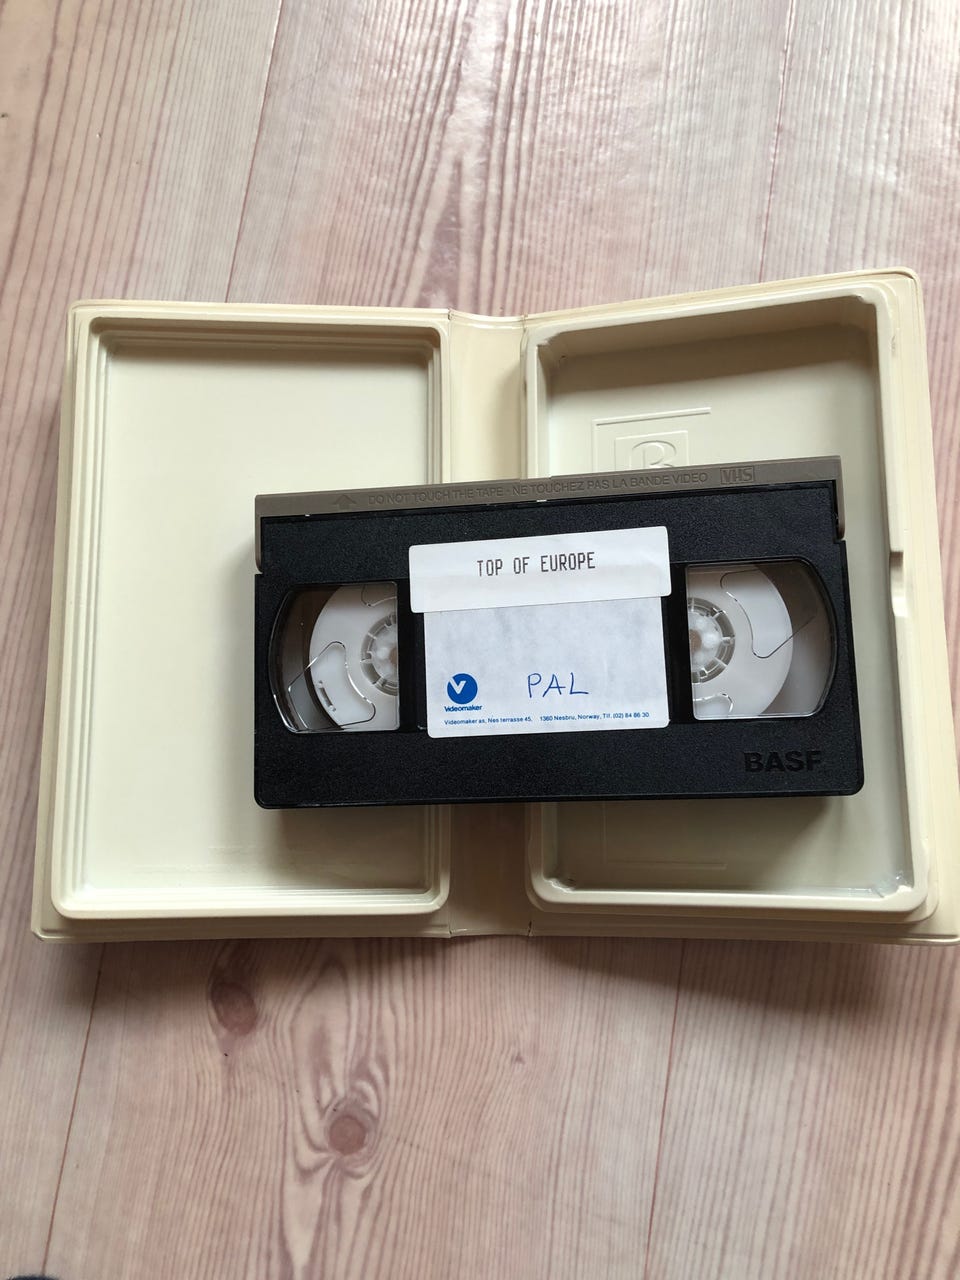 DO NOT TOUCH THE TAPE · NE TOUCHEZ PAS LA BANDE VIDEO VHS
TOP OF EUROPE
PAL
Videomaker
Videomaker as, Nes terrasse 45, 1360 Nesbru, Norway, Tlf. (02) 84 86 30
BASF
B